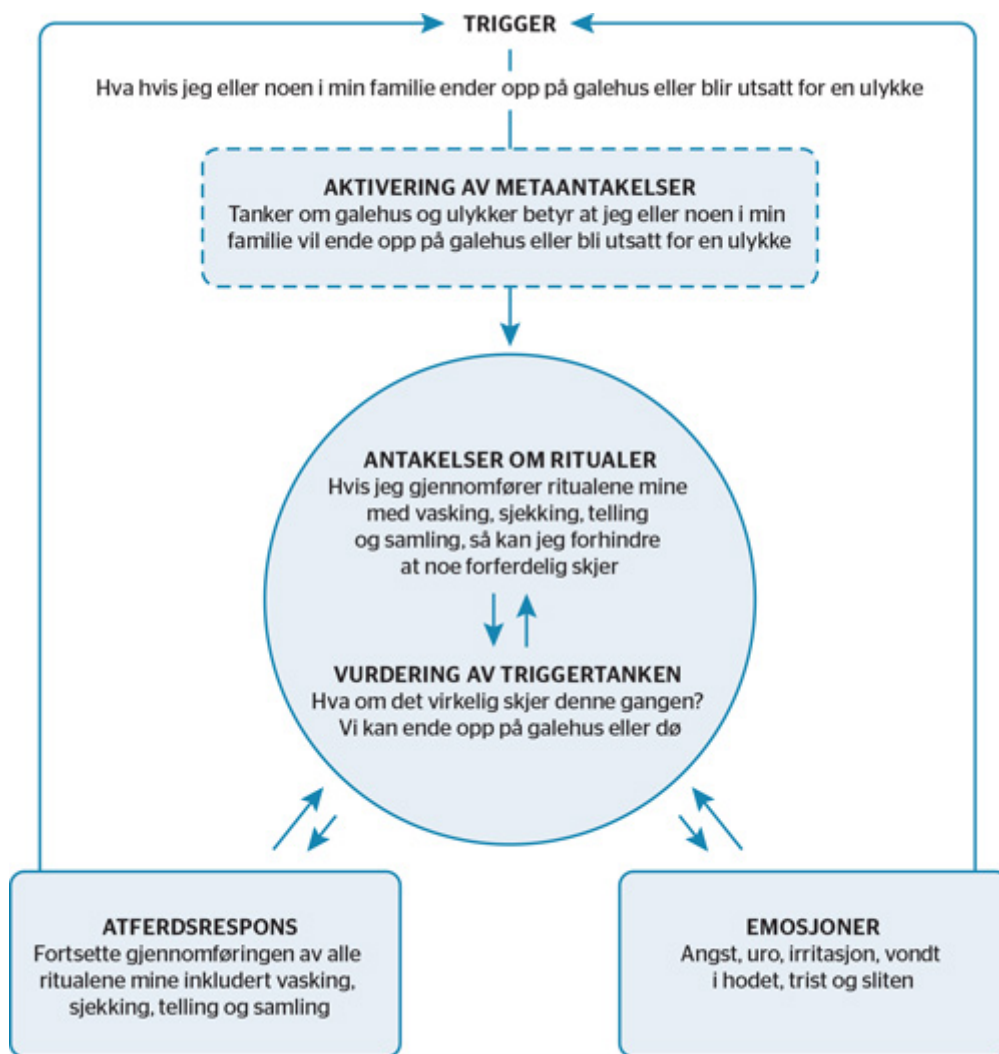 TRIGGER
Hva hvis jeg eller noen i min familie ender opp på galehus eller blir utsatt for en ulykke
AKTIVERING AV METAANTAKELSER
Tanker om galehus og ulykker betyr at jeg eller noen i min
familie vil ende opp på galehus eller bli utsatt for en ulykke
ANTAKELSER OM RITUALER
Hvis jeg gjennomfører ritualene mine
med vasking, sjekking, telling
og samling, så kan jeg forhindre
at noe forferdelig skjer
VURDERING AV TRIGGERTANKEN
Hva om det virkelig skjer denne gangen?
Vi kan ende opp på galehus eller dø
ATFERDSRESPONS
Fortsette gjennomføringen av alle
ritualene mine inkludert vasking,
sjekking, telling og samling
EMOSJONER
Angst, uro, irritasjon, vondt
i hodet, trist og sliten